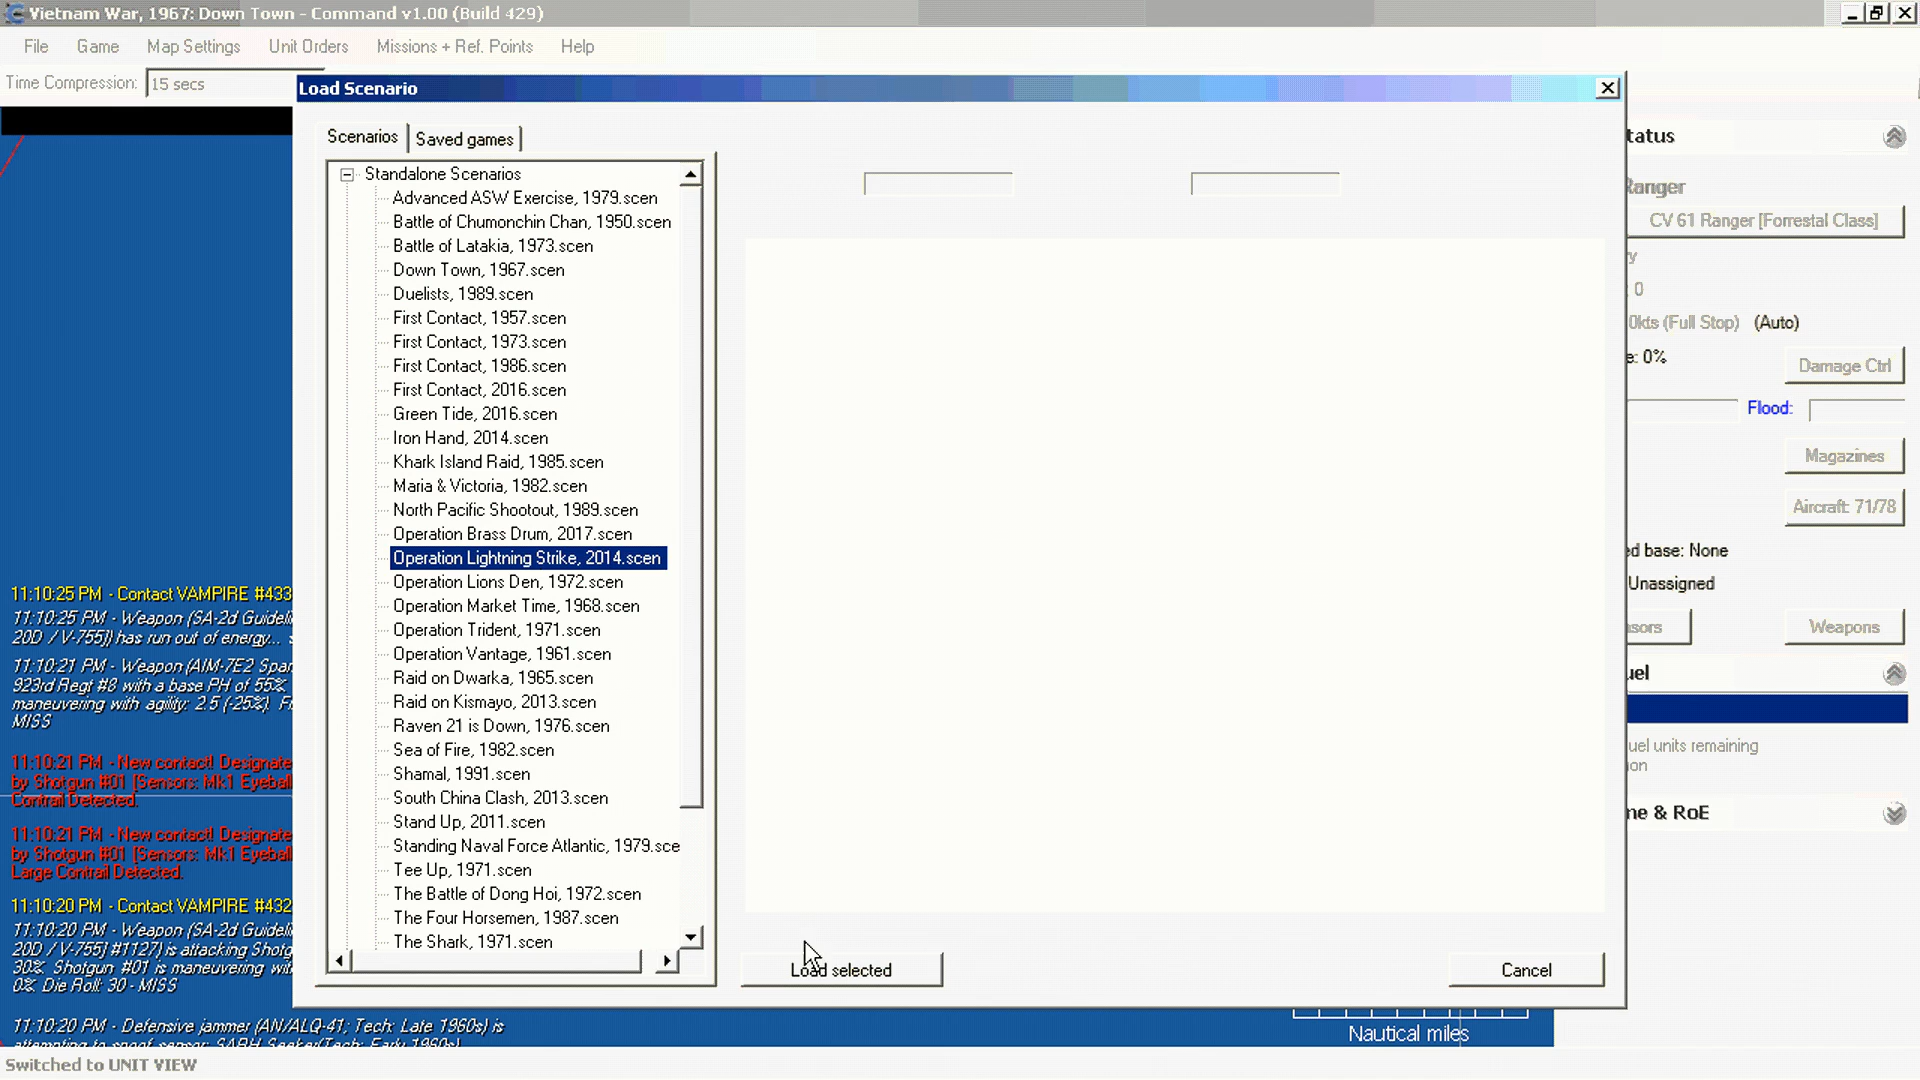 Vietnam War, 1967: Down Town - Command v1.00 (Build 429)
File Game Map Settings Unit Orders Missions + Ref. Points Help
Time Compression: 15 secs
Load Scenario
Scenarios Saved games
Standalone Scenarios
Advanced ASW Exercise, 1979.scen
Battle of Chumonchin Chan, 1950.scen
Battle of Latakia, 1973.scen
Down Town, 1967.scen
Duelists, 1989.scen
First Contact, 1957.scen
First Contact, 1973.scen
First Contact, 1986.scen
First Contact, 2016.scen
Green Tide, 2016.scen
Iron Hand, 2014.scen
Khark Island Raid, 1985.scen
Maria & Victoria, 1982.scen
North Pacific Shootout, 1989.scen
Operation Brass Drum, 2017.scen
Operation Lightning Strike, 2014.scen
Operation Lions Den, 1972.scen
Operation Market Time, 1968.scen
Operation Trident, 1971.scen
Operation Vantage, 1961.scen
Raid on Dwarka, 1965.scen
Raid on Kismayo, 2013.scen
Raven 21 is Down, 1976.scen
Sea of Fire, 1982.scen
Shamal, 1991.scen
South China Clash, 2013.scen
Stand Up, 2011.scen
Standing Naval Force Atlantic, 1979.sce
Tee Up, 1971.scen
The Battle of Dong Hoi, 1972.scen
The Four Horsemen, 1987.scen
The Shark, 1971.scen
Load selected Cancel
11:10:25 PM - Contact VAMPIRE #433
11:10:25 PM - Weapon (SA-2d Guideli
20D / V-755]) has run out of energy...
11:10:21 PM - Weapon (AIM-7E2 Spar
923rd Regt #8 with a base PH of 55%
maneuvering with agility: 2.5 (-25%). F
MISS
11:10:21 PM - New contact! Designate
by Shotgun #01 [Sensors: Mk1 Eyeball
Contrail Detected.
11:10:21 PM - New contact! Designate
by Shotgun #01 [Sensors: Mk1 Eyeball
Large Contrail Detected.
11:10:20 PM - Contact VAMPIRE #432
11:10:20 PM - Weapon (SA-2d Guideli
20D / V-755] #1127) is attacking Shotg
30%. Shotgun #01 is maneuvering wit
0%. Die Roll: 30 - MISS
11:10:20 PM - Defensive jammer (AN/ALQ-41; Tech: Late 1960s) is
attempting to spoof sensor: SARH Seeker(Tech: Early 1960s)
Nautical miles
Switched to UNIT VIEW
tatus
Ranger
CV 61 Ranger [Forrestal Class]
ry
: 0
0kts (Full Stop) (Auto)
e: 0%
Damage Ctrl
Flood:
Magazines
Aircraft: 71/78
ed base: None
Unassigned
nsors Weapons
uel
uel units remaining
on
ne & RoE